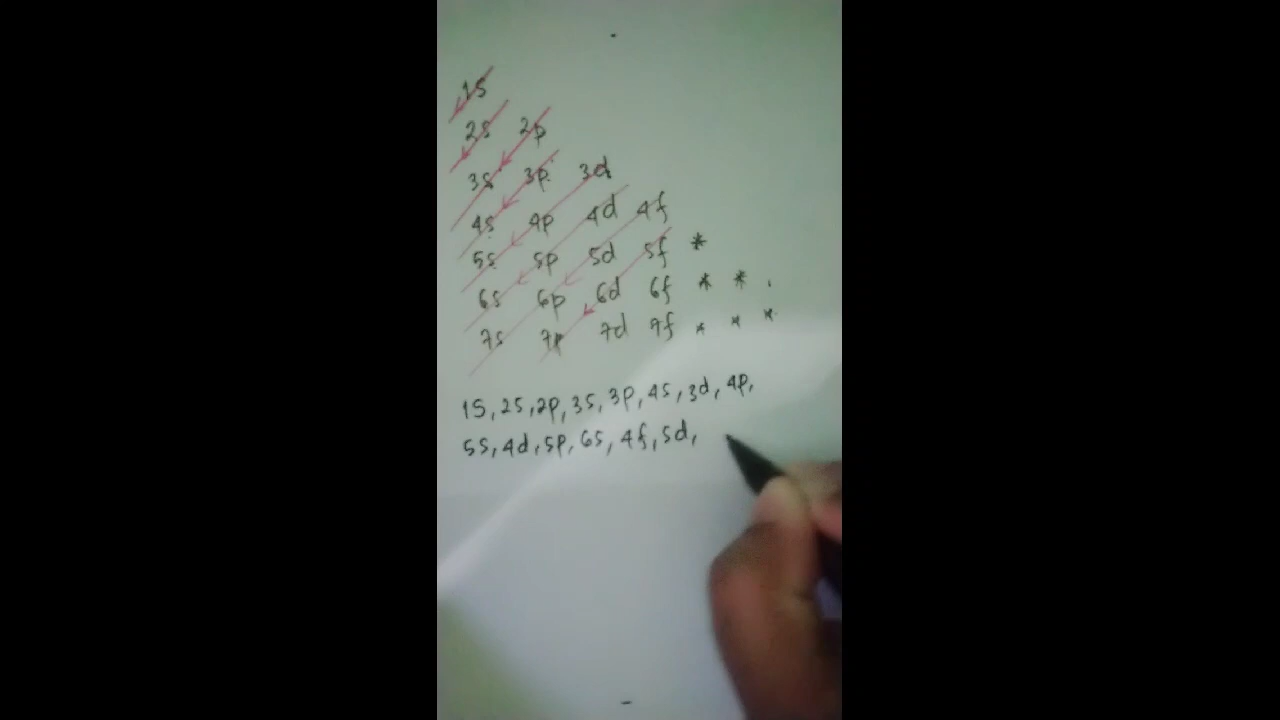 1s
2s 2p
3s 3p 3d
4s 4p 4d 4f
5s 5p 5d 5f *
6s 6p 6d 6f * * .
7s 7p 7d 7f * * *
1s, 2s, 2p, 3s, 3p, 4s, 3d, 4p,
5s, 4d, 5p, 6s, 4f, 5d,